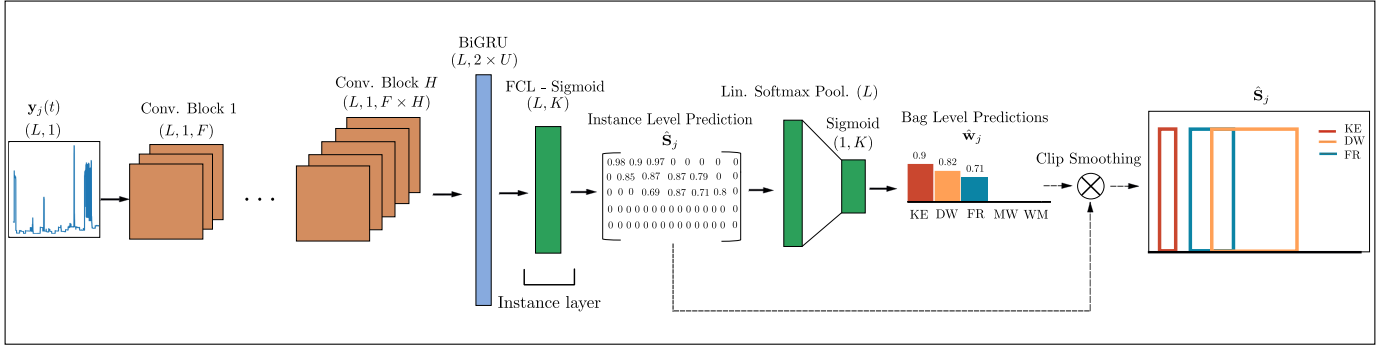 y_j(t)
(L, 1)
Conv. Block 1
(L, 1, F)
· · ·
Conv. Block H
(L, 1, F × H)
BiGRU
(L, 2 × U)
FCL - Sigmoid
(L, K)
Instance layer
Instance Level Prediction
Ŝ_j
0.98 0.9 0.97 0 0 0 0 0
0 0.85 0.87 0.87 0.79 0 0
0 0 0 0.69 0.87 0.71 0.8 0
0 0 0 0 0 0 0 0 0 0 0 0 0 0
0 0 0 0 0 0 0 0 0 0 0 0 0 0
Lin. Softmax Pool. (L)
Sigmoid
(1, K)
Bag Level Predictions
ŵ_j
0.9
0.82
0.71
KE DW FR MW WM
Clip Smoothing
Ŝ_j
KE
DW
FR